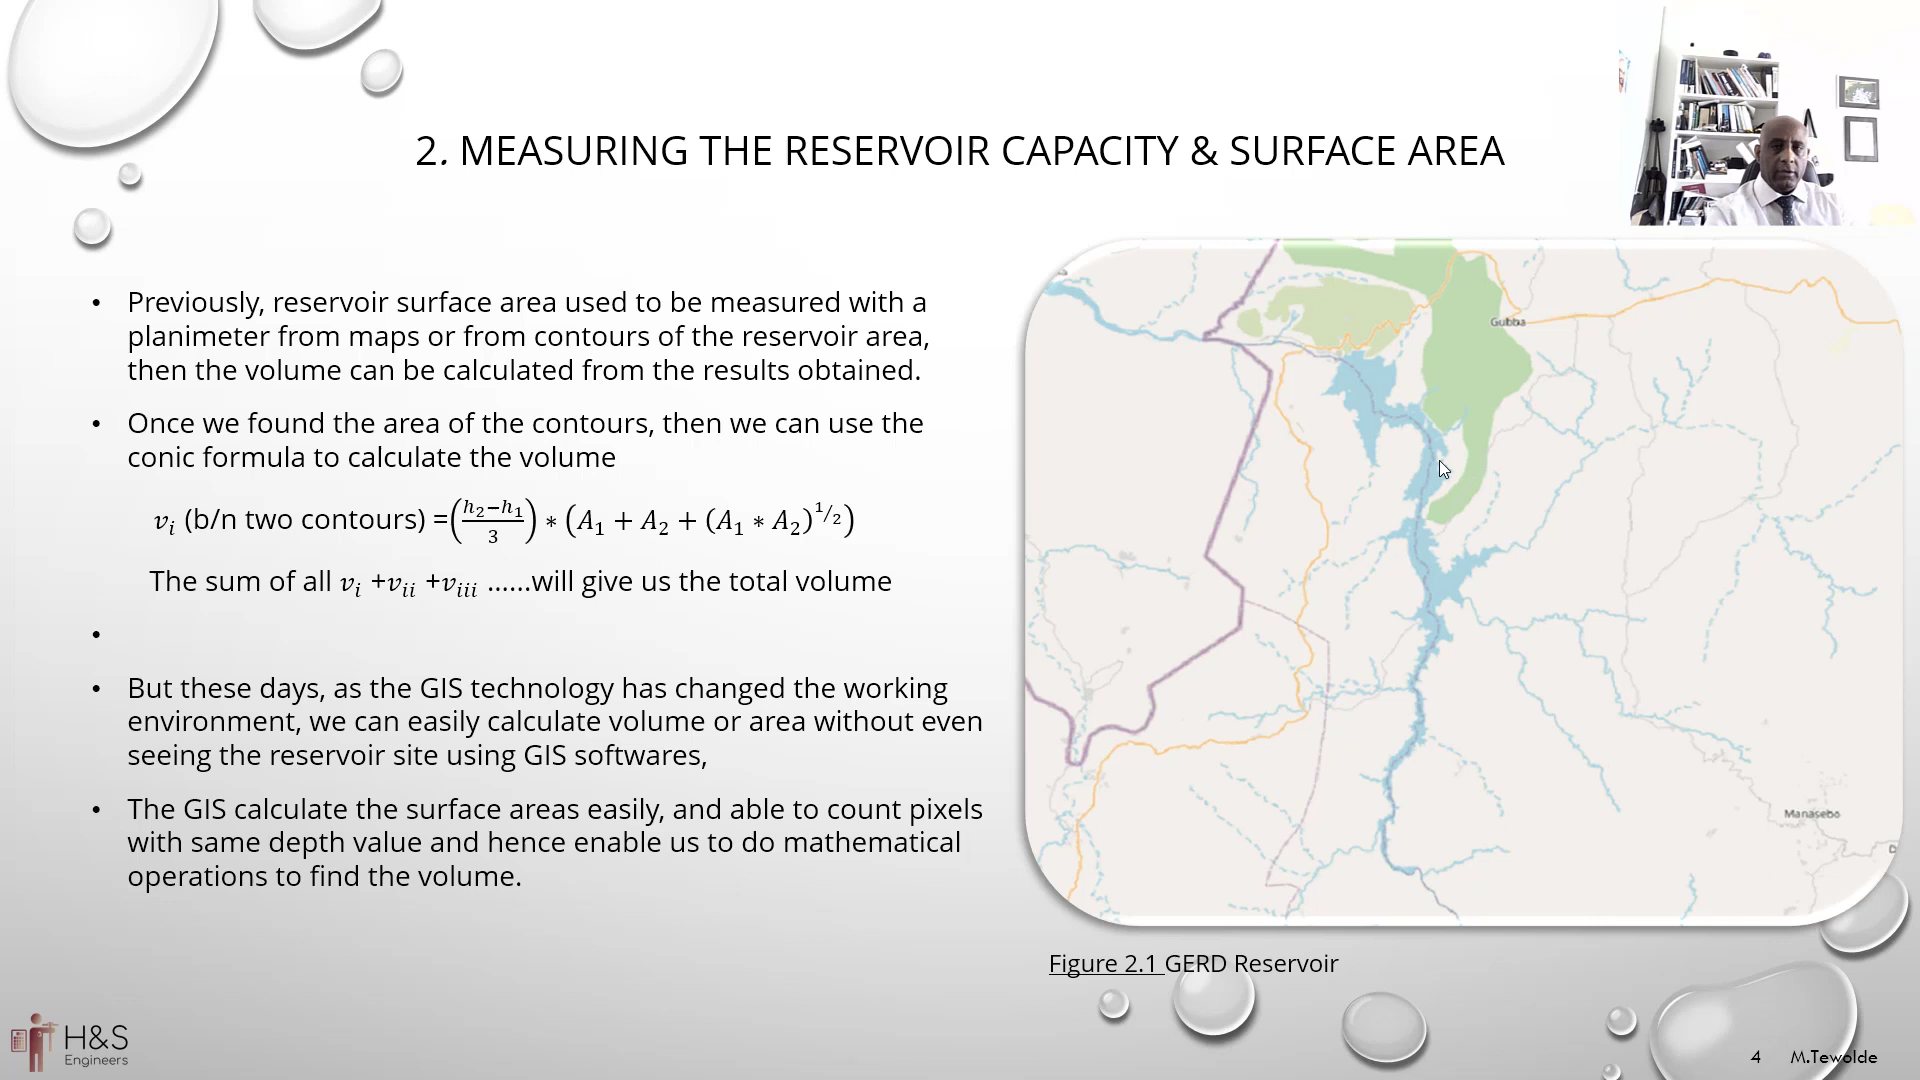 2. MEASURING THE RESERVOIR CAPACITY & SURFACE AREA
• Previously, reservoir surface area used to be measured with a
planimeter from maps or from contours of the reservoir area,
then the volume can be calculated from the results obtained.
• Once we found the area of the contours, then we can use the
conic formula to calculate the volume
𝑣ᵢ (b/n two contours) =((h₂−h₁)/3) ∗ (A₁ + A₂ + (A₁ ∗ A₂)^1/2)
The sum of all vᵢ +vᵢᵢ +vᵢᵢᵢ ......will give us the total volume
•
• But these days, as the GIS technology has changed the working
environment, we can easily calculate volume or area without even
seeing the reservoir site using GIS softwares,
• The GIS calculate the surface areas easily, and able to count pixels
with same depth value and hence enable us to do mathematical
operations to find the volume.
Gubba
Manasebo
Figure 2.1 GERD Reservoir
H&S
Engineers
4 M.Tewolde